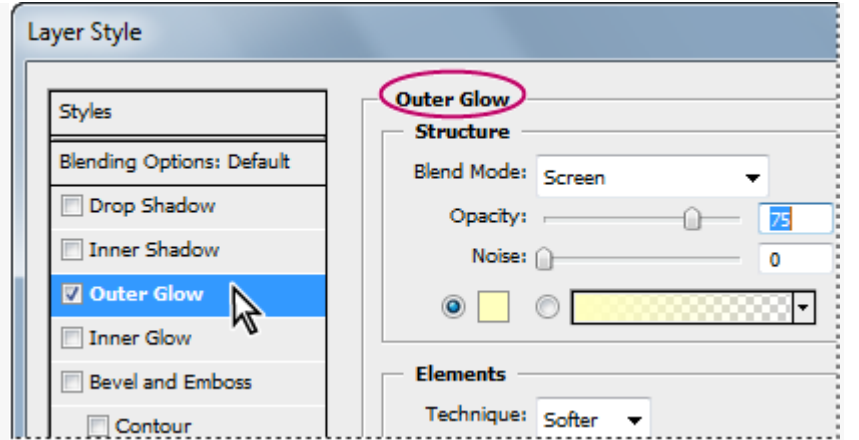 Layer Style
Styles
Blending Options: Default
Drop Shadow
Inner Shadow
Outer Glow
Inner Glow
Bevel and Emboss
Contour
Outer Glow
Structure
Blend Mode: Screen
Opacity: 75
Noise: 0
Elements
Technique: Softer